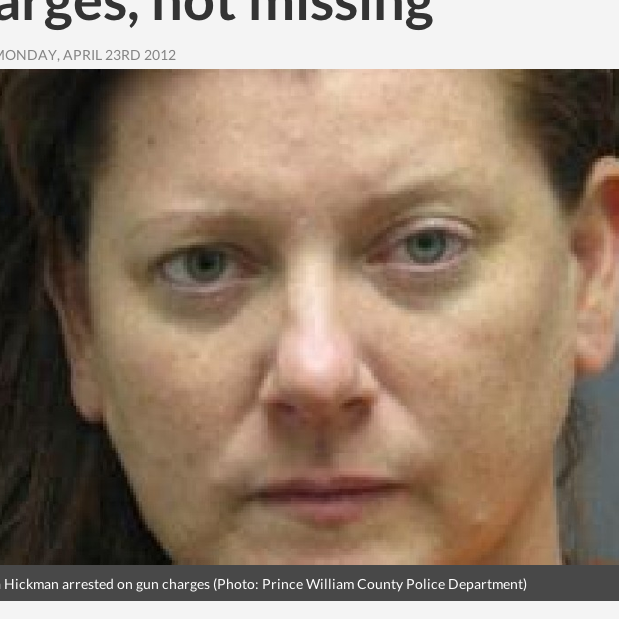 arges, not missing
MONDAY, APRIL 23RD 2012
Hickman arrested on gun charges (Photo: Prince William County Police Department)